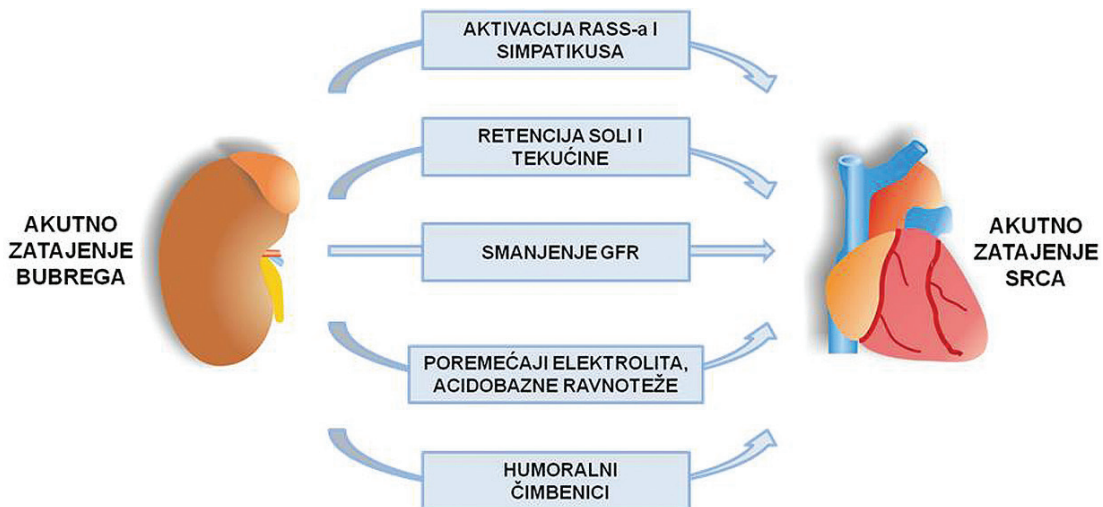 AKTIVACIJA RASS-a I
SIMPATIKUSA
RETENCIJA SOLI I
TEKUĆINE
AKUTNO
ZATAJENJE
BUBREGA
SMANJENJE GFR
AKUTNO
ZATAJENJE
SRCA
POREMEĆAJI ELEKTROLITA,
ACIDOBAZNE RAVNOTEŽE
HUMORALNI
ČIMBENICI